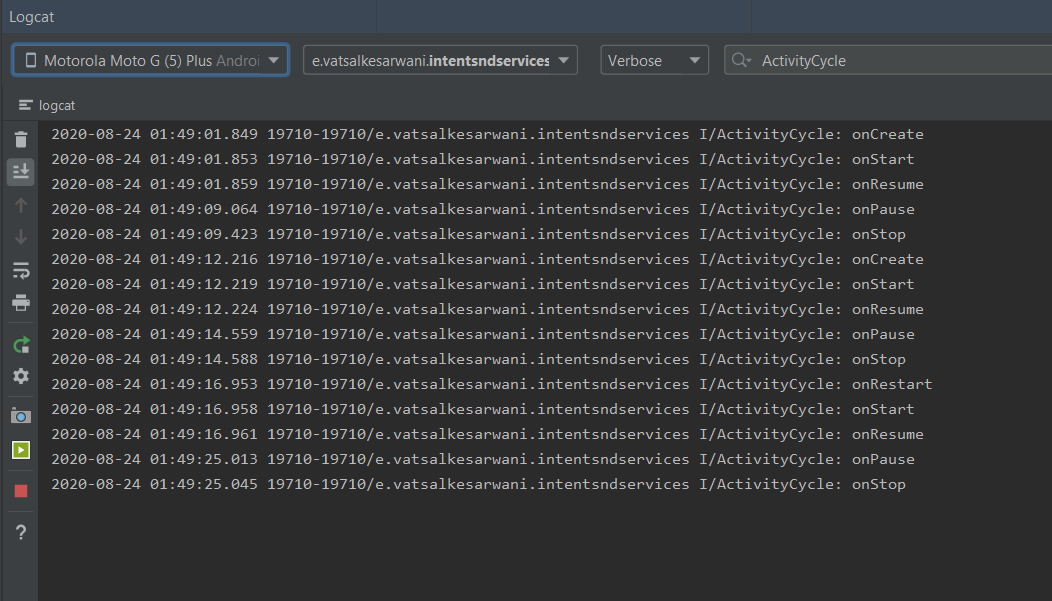 Logcat
Motorola Moto G (5) Plus Androi e.vatsalkesarwani.intentsndservices Verbose ActivityCycle
logcat
2020-08-24 01:49:01.849 19710-19710/e.vatsalkesarwani.intentsndservices I/ActivityCycle: onCreate
2020-08-24 01:49:01.853 19710-19710/e.vatsalkesarwani.intentsndservices I/ActivityCycle: onStart
2020-08-24 01:49:01.859 19710-19710/e.vatsalkesarwani.intentsndservices I/ActivityCycle: onResume
2020-08-24 01:49:09.064 19710-19710/e.vatsalkesarwani.intentsndservices I/ActivityCycle: onPause
2020-08-24 01:49:09.423 19710-19710/e.vatsalkesarwani.intentsndservices I/ActivityCycle: onStop
2020-08-24 01:49:12.216 19710-19710/e.vatsalkesarwani.intentsndservices I/ActivityCycle: onCreate
2020-08-24 01:49:12.219 19710-19710/e.vatsalkesarwani.intentsndservices I/ActivityCycle: onStart
2020-08-24 01:49:12.224 19710-19710/e.vatsalkesarwani.intentsndservices I/ActivityCycle: onResume
2020-08-24 01:49:14.559 19710-19710/e.vatsalkesarwani.intentsndservices I/ActivityCycle: onPause
2020-08-24 01:49:14.588 19710-19710/e.vatsalkesarwani.intentsndservices I/ActivityCycle: onStop
2020-08-24 01:49:16.953 19710-19710/e.vatsalkesarwani.intentsndservices I/ActivityCycle: onRestart
2020-08-24 01:49:16.958 19710-19710/e.vatsalkesarwani.intentsndservices I/ActivityCycle: onStart
2020-08-24 01:49:16.961 19710-19710/e.vatsalkesarwani.intentsndservices I/ActivityCycle: onResume
2020-08-24 01:49:25.013 19710-19710/e.vatsalkesarwani.intentsndservices I/ActivityCycle: onPause
2020-08-24 01:49:25.045 19710-19710/e.vatsalkesarwani.intentsndservices I/ActivityCycle: onStop
?